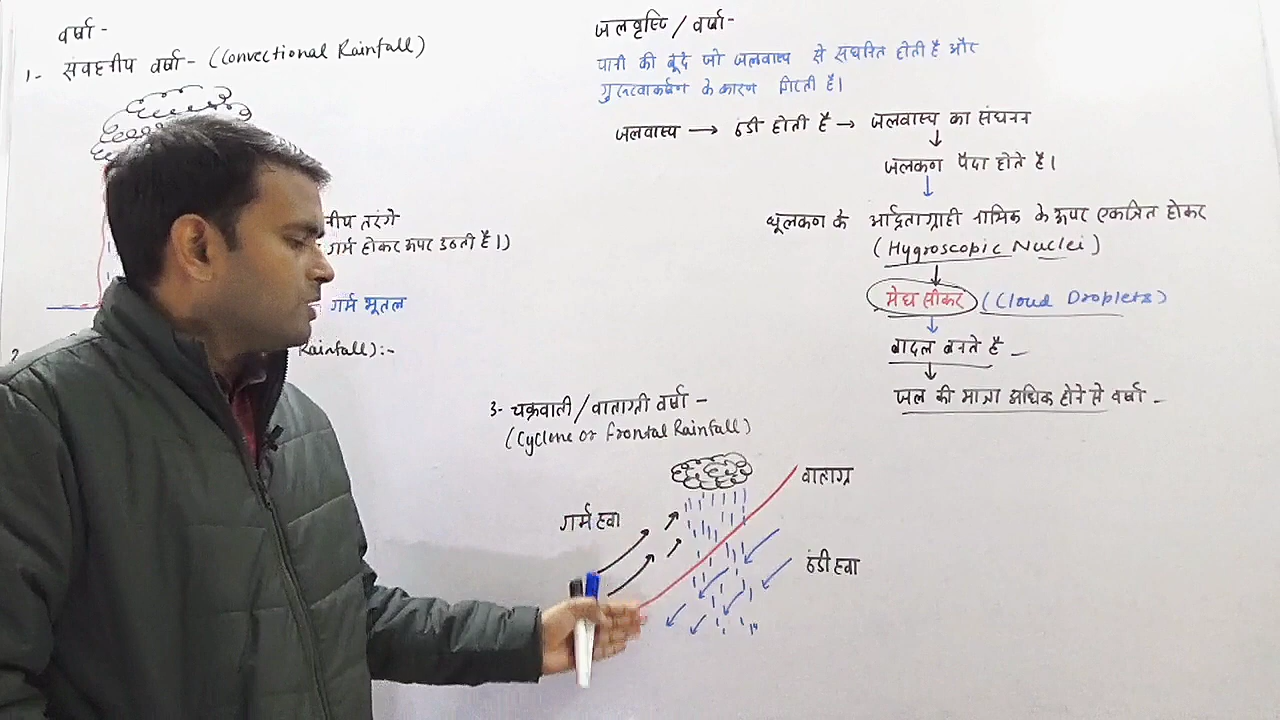 वर्षा -
1- संवहनीय वर्षा - (Convectional Rainfall)
नीय तरंगे
गर्म होकर ऊपर उठती है।)
गर्म भूतल
2
Rainfall):-
जलवृष्टि / वर्षा -
पानी की बूंदे जो जलवाष्प से संघनित होती है और
गुरुत्वाकर्षण के कारण गिरती है।
जलवाष्प → ठंडी होती है → जलवाष्प का संघनन
↓
जलकण पैदा होते है।
↓
धूलकण के आर्द्रताग्राही नाभिक के ऊपर एकत्रित होकर
(Hygroscopic Nuclei)
↓
मेघ सीकर (Cloud Droplets)
↓
बादल बनते है -
↓
जल की मात्रा अधिक होने से वर्षा -
3- चक्रवाती / वाताग्री वर्षा -
(Cyclone or frontal Rainfall)
वाताग्र
गर्म हवा
ठंडी हवा